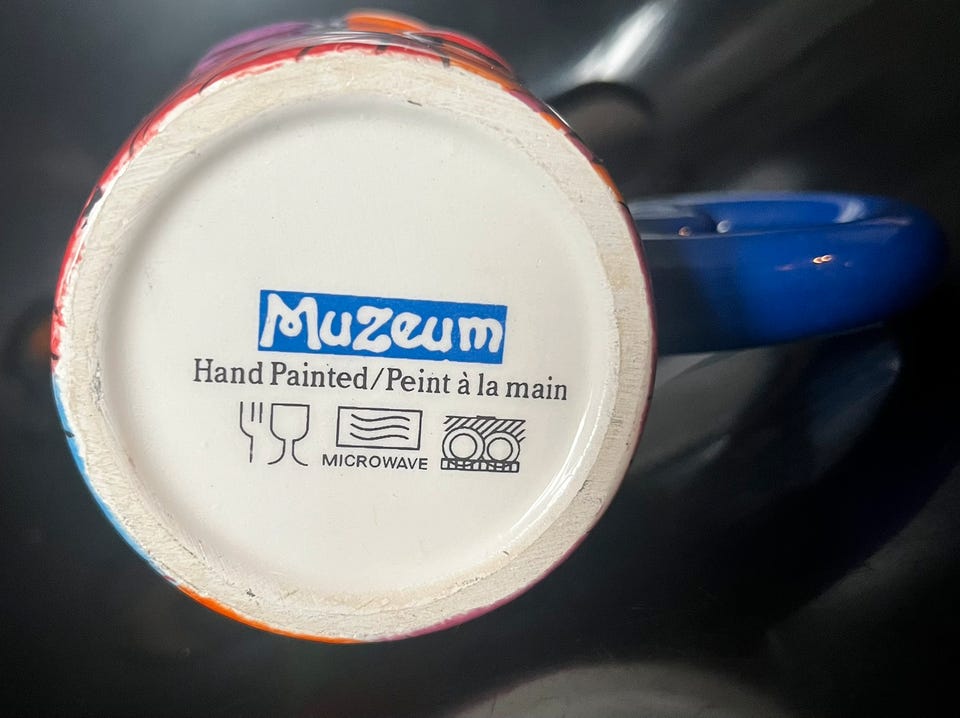 Muzeum
Hand Painted/Peint à la main
MICROWAVE